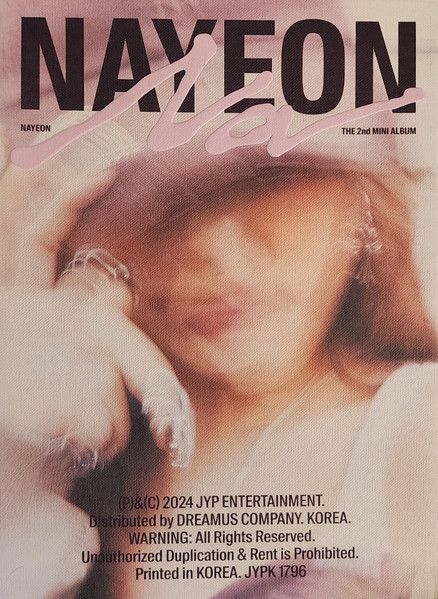 NAYEON
Na
NAYEON
THE 2nd MINI ALBUM
(P)&(C) 2024 JYP ENTERTAINMENT.
Distributed by DREAMUS COMPANY. KOREA.
WARNING: All Rights Reserved.
Unauthorized Duplication & Rent is Prohibited.
Printed in KOREA. JYPK 1796